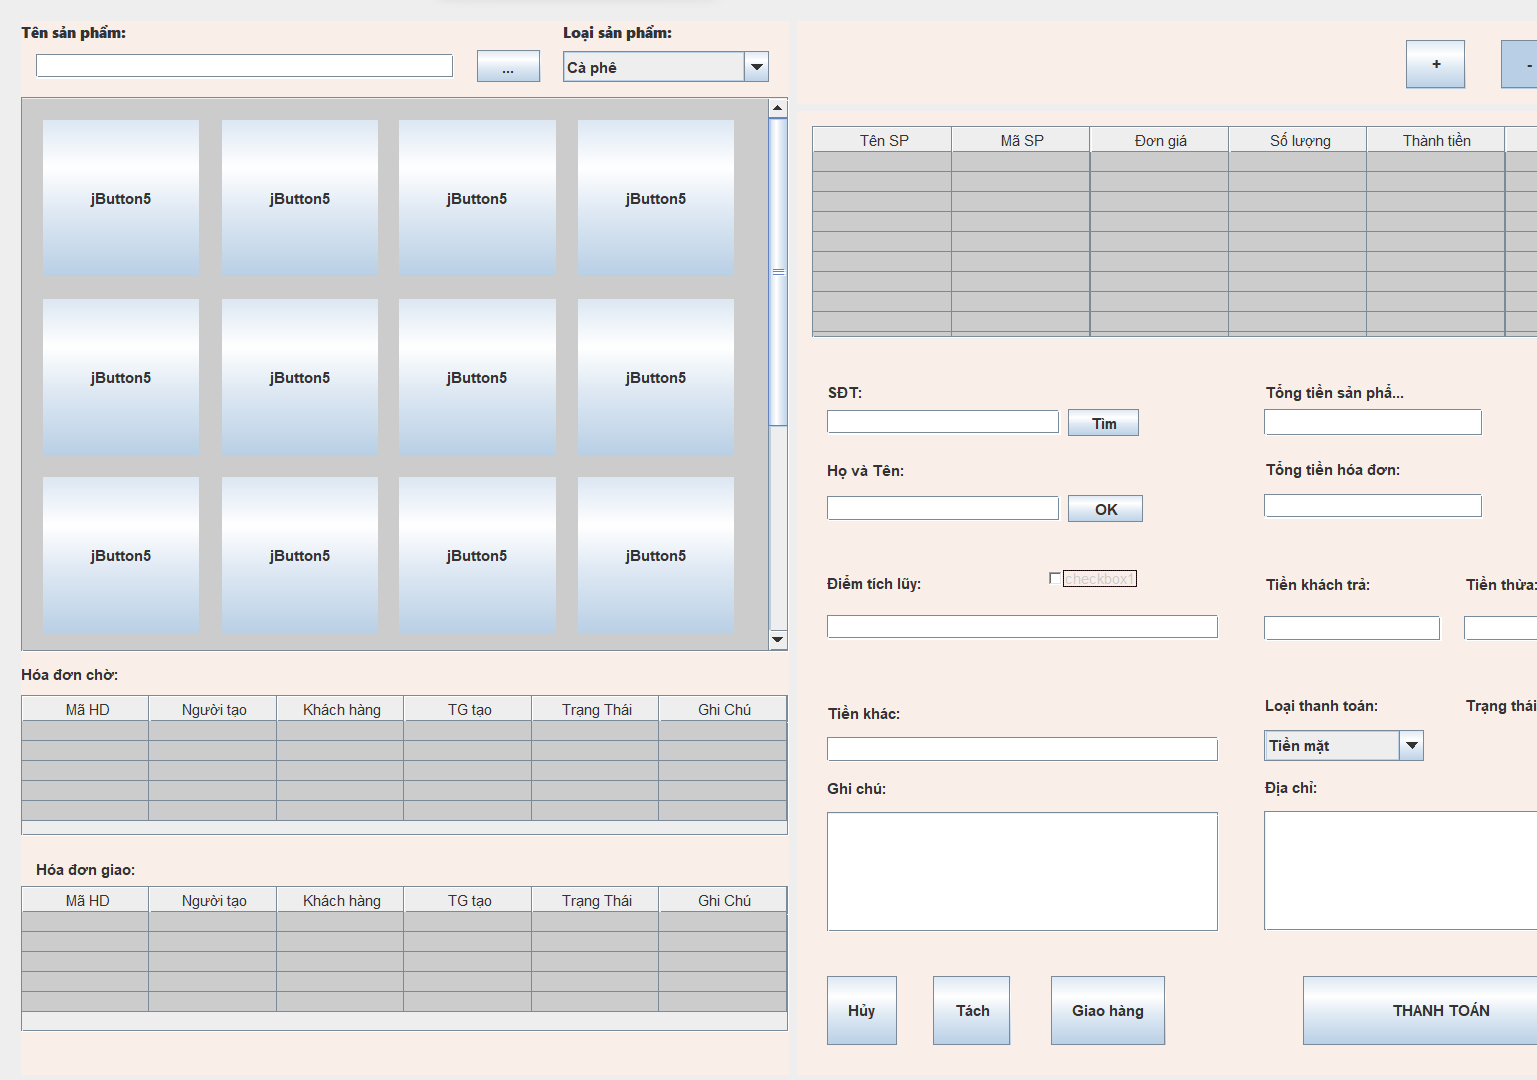 Tên sản phẩm:
Loại sản phẩm:
...
Cà phê
jButton5 jButton5 jButton5 jButton5
jButton5 jButton5 jButton5 jButton5
jButton5 jButton5 jButton5 jButton5
Hóa đơn chờ:
Mã HD Người tạo Khách hàng TG tạo Trạng Thái Ghi Chú
Hóa đơn giao:
Mã HD Người tạo Khách hàng TG tạo Trạng Thái Ghi Chú
+ -
Tên SP Mã SP Đơn giá Số lượng Thành tiền
SĐT:
Tìm
Tổng tiền sản phẩ...
Họ và Tên:
OK
Tổng tiền hóa đơn:
Điểm tích lũy:
checkbox1
Tiền khách trả:
Tiền thừa:
Tiền khác:
Loại thanh toán:
Trạng thái
Tiền mặt
Ghi chú:
Địa chỉ:
Hủy
Tách
Giao hàng
THANH TOÁN